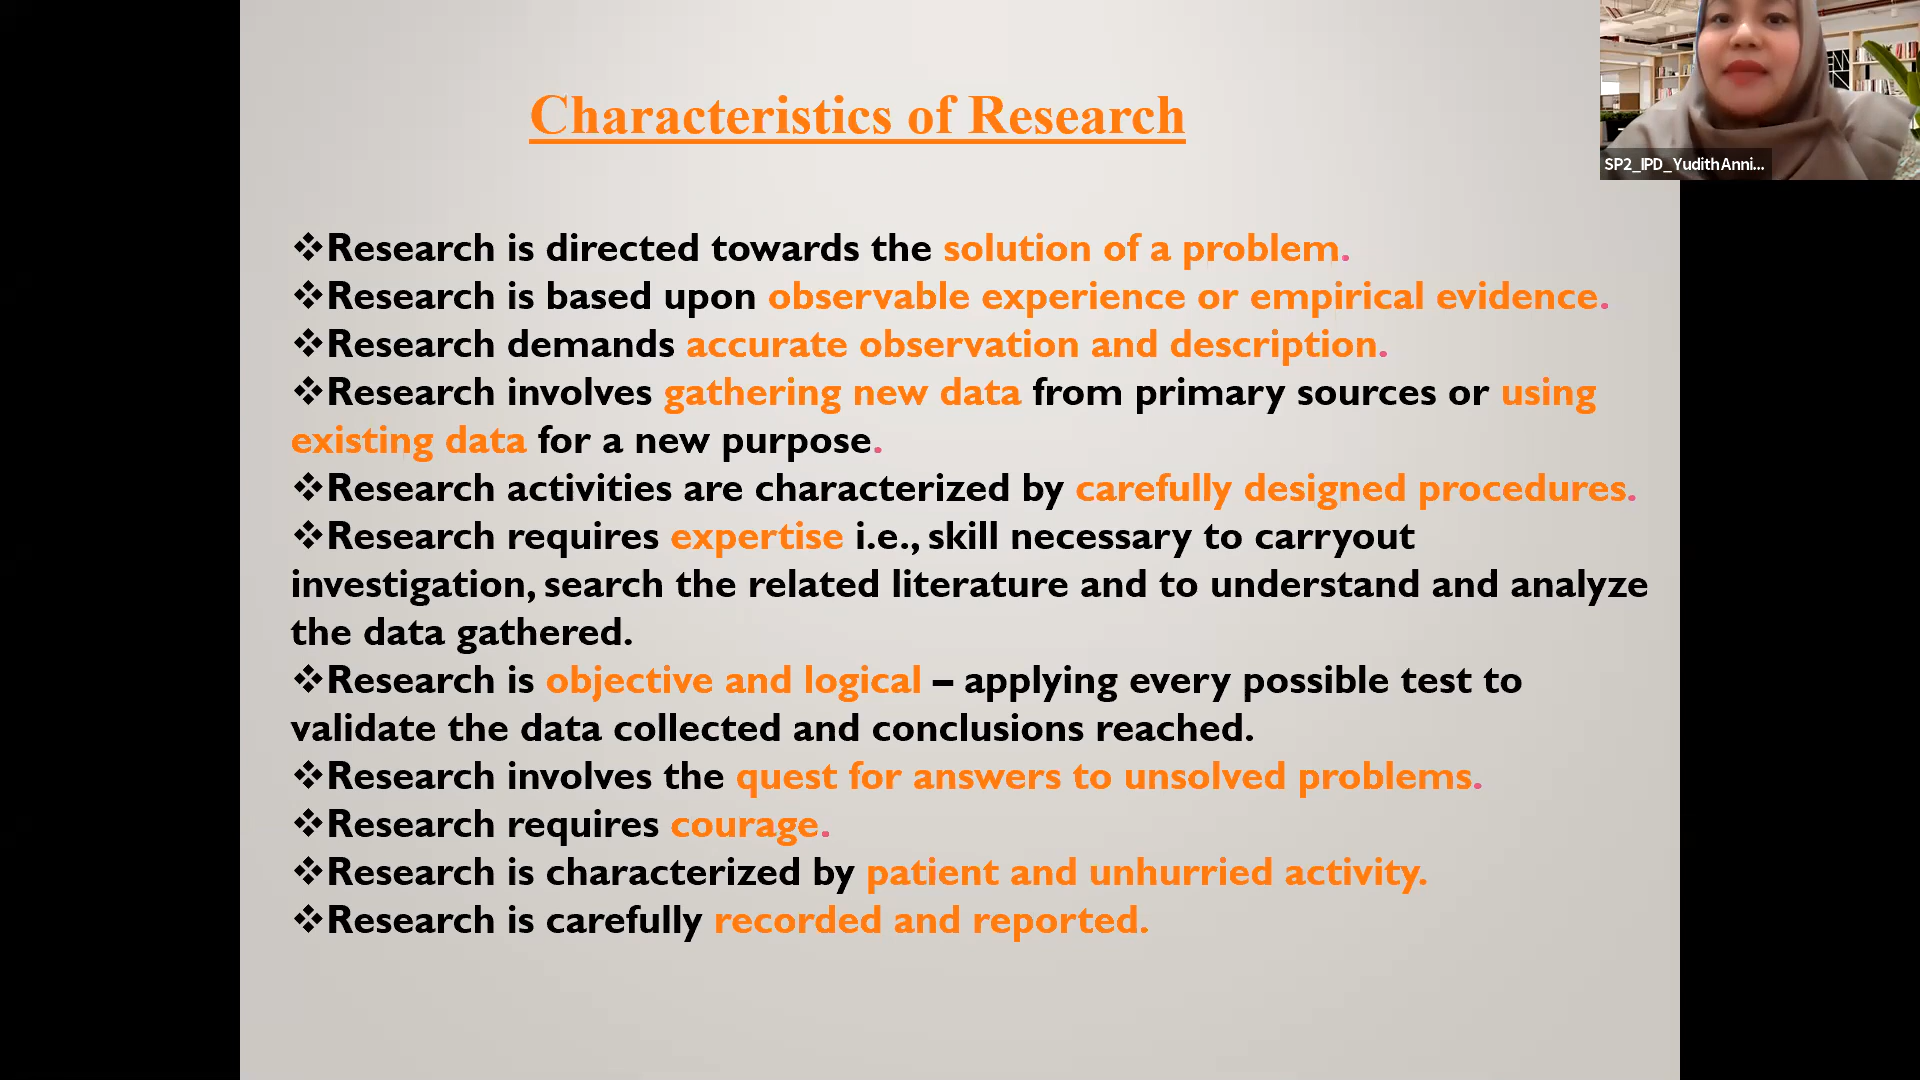 Characteristics of Research
SP2_IPD_YudithAnni...
❖Research is directed towards the solution of a problem.
❖Research is based upon observable experience or empirical evidence.
❖Research demands accurate observation and description.
❖Research involves gathering new data from primary sources or using
existing data for a new purpose.
❖Research activities are characterized by carefully designed procedures.
❖Research requires expertise i.e., skill necessary to carryout
investigation, search the related literature and to understand and analyze
the data gathered.
❖Research is objective and logical – applying every possible test to
validate the data collected and conclusions reached.
❖Research involves the quest for answers to unsolved problems.
❖Research requires courage.
❖Research is characterized by patient and unhurried activity.
❖Research is carefully recorded and reported.